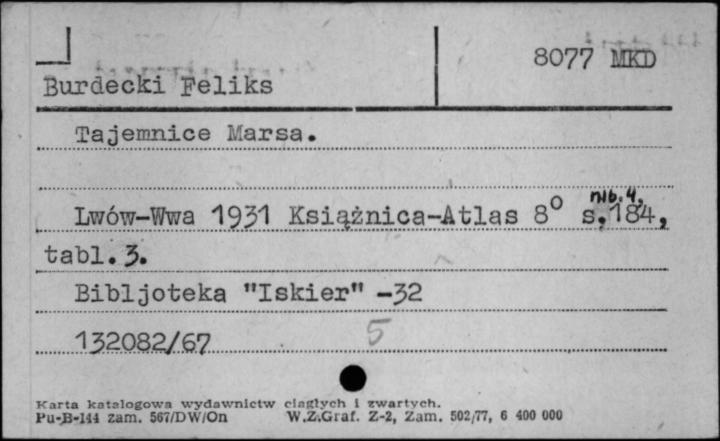 8077 MKD
Burdecki Feliks
Tajemnice Marsa.
nlb.4,
Lwów-Wwa 1931 Książnica-Atlas 8° s.184,
tabl.3.
Bibljoteka "Iskier" -32
132082/67 5
Karta katalogowa wydawnictw ciągłych i zwartych.
Pu-B-144 zam. 567/DW/On W.Z.Graf. Z-2, Zam. 502/77, 6 400 000